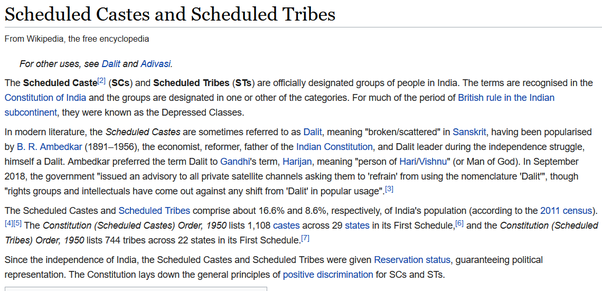 Scheduled Castes and Scheduled Tribes
From Wikipedia, the free encyclopedia
For other uses, see Dalit and Adivasi.
The Scheduled Caste[2] (SCs) and Scheduled Tribes (STs) are officially designated groups of people in India. The terms are recognised in the
Constitution of India and the groups are designated in one or other of the categories. For much of the period of British rule in the Indian
subcontinent, they were known as the Depressed Classes.
In modern literature, the Scheduled Castes are sometimes referred to as Dalit, meaning "broken/scattered" in Sanskrit, having been popularised
by B. R. Ambedkar (1891–1956), the economist, reformer, father of the Indian Constitution, and Dalit leader during the independence struggle,
himself a Dalit. Ambedkar preferred the term Dalit to Gandhi's term, Harijan, meaning "person of Hari/Vishnu" (or Man of God). In September
2018, the government "issued an advisory to all private satellite channels asking them to 'refrain' from using the nomenclature 'Dalit'", though
"rights groups and intellectuals have come out against any shift from 'Dalit' in popular usage".[3]
The Scheduled Castes and Scheduled Tribes comprise about 16.6% and 8.6%, respectively, of India's population (according to the 2011 census).
[4][5] The Constitution (Scheduled Castes) Order, 1950 lists 1,108 castes across 29 states in its First Schedule,[6] and the Constitution (Scheduled
Tribes) Order, 1950 lists 744 tribes across 22 states in its First Schedule.[7]
Since the independence of India, the Scheduled Castes and Scheduled Tribes were given Reservation status, guaranteeing political
representation. The Constitution lays down the general principles of positive discrimination for SCs and STs.